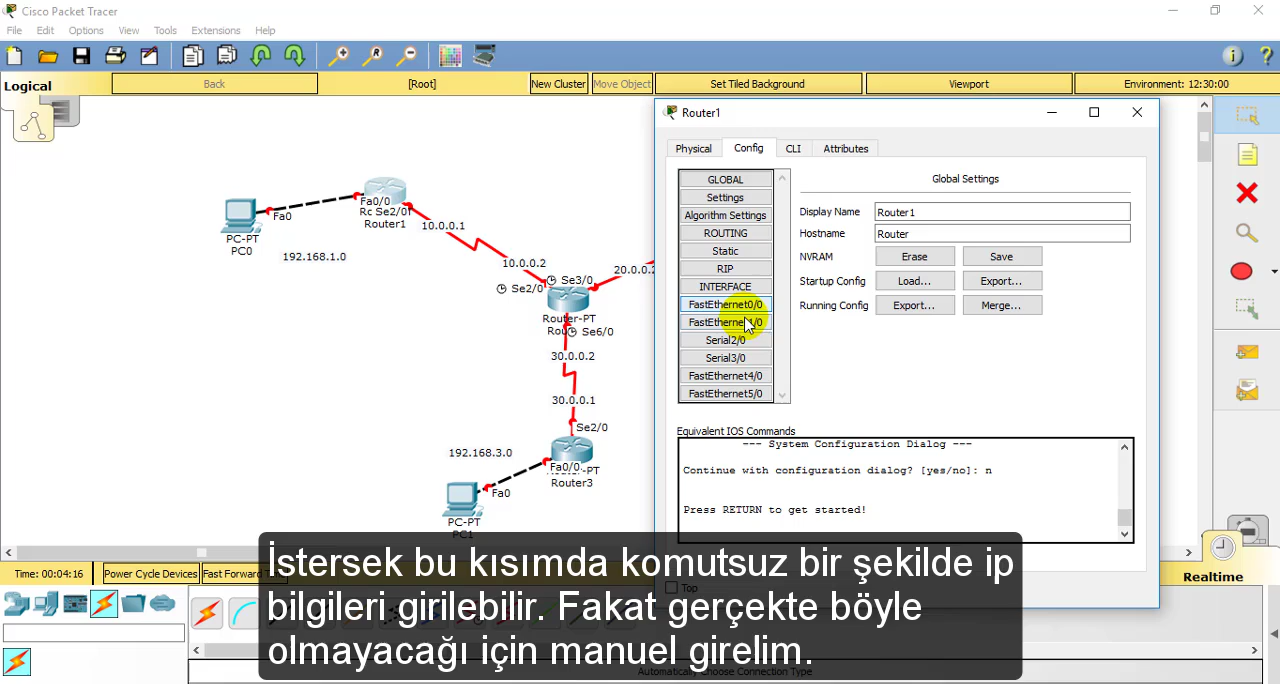 Cisco Packet Tracer
File Edit Options View Tools Extensions Help
Logical Back [Root] New Cluster Move Object Set Tiled Background Viewport Environment: 12:30:00
Router1
Physical Config CLI Attributes
GLOBAL
Settings
Algorithm Settings
ROUTING
Static
RIP
INTERFACE
FastEthernet0/0
Serial2/0
Serial3/0
FastEthernet4/0
FastEthernet5/0
Global Settings
Display Name Router1
Hostname Router
NVRAM Erase Save
Startup Config Load... Export...
Running Config Export... Merge...
Equivalent IOS Commands
--- System Configuration Dialog ---
Continue with configuration dialog? [yes/no]: n
Press RETURN to get started!
Top
Fa0/0
Se2/0
Router1
Fa0
PC-PT
PC0
192.168.1.0
10.0.0.1
10.0.0.2
Se3/0
20.0.0.2
Se2/0
Router-PT
Se6/0
30.0.0.2
30.0.0.1
Se2/0
192.168.3.0
Fa0/0
Router3
Fa0
PC-PT
PC1
İstersek bu kısımda komutsuz bir şekilde ip
bilgileri girilebilir. Fakat gerçekte böyle
olmayacağı için manuel girelim.
Time: 00:04:16 Power Cycle Devices Fast Forward
Realtime
Automatically Choose Connection Type